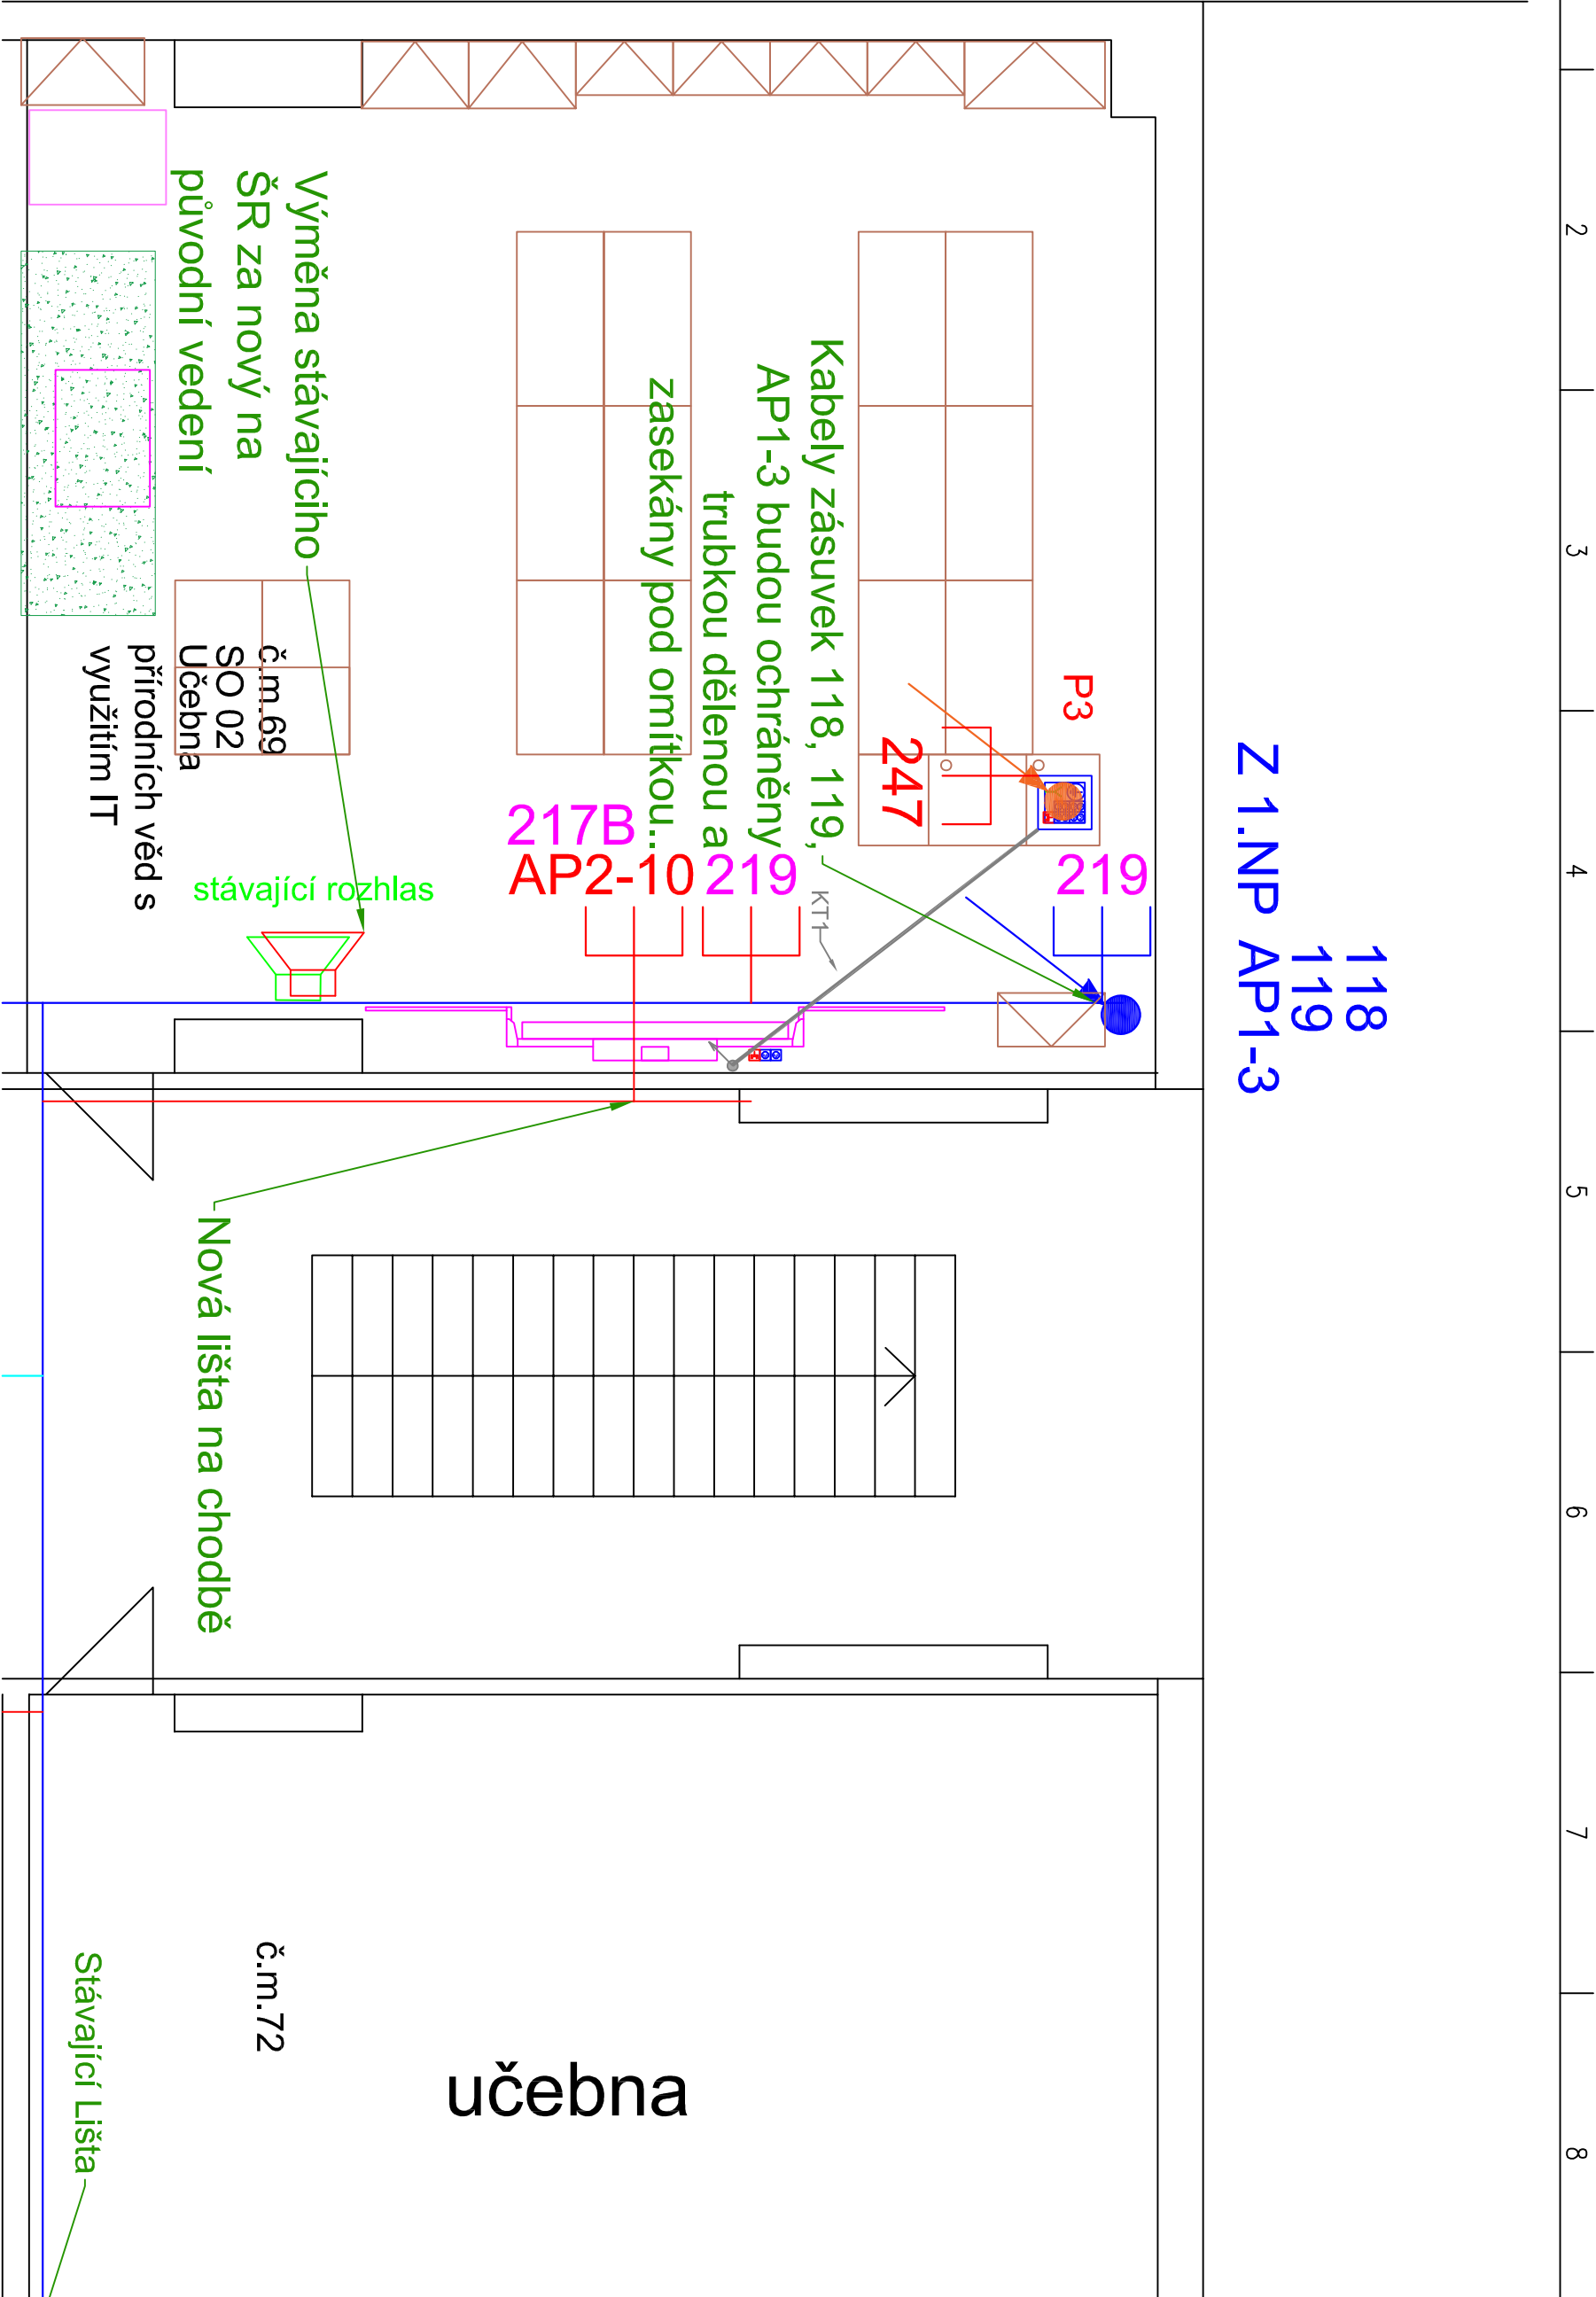 2
3
4
5
6
7
8
118
119
Z 1.NP AP1-3
P3
247
219
Kabely zásuvek 118, 119,
AP1-3 budou ochráněny
trubkou dělenou a
zasekány pod omítkou..
217B
AP2-10
219
KT1
Výměna stávajíciho
ŠR za nový na
původní vedení
č.m.69
SO 02
Učebna
přírodních věd s
využitím IT
stávající rozhlas
Nová lišta na chodbě
č.m.72
učebna
Stávající Lišta